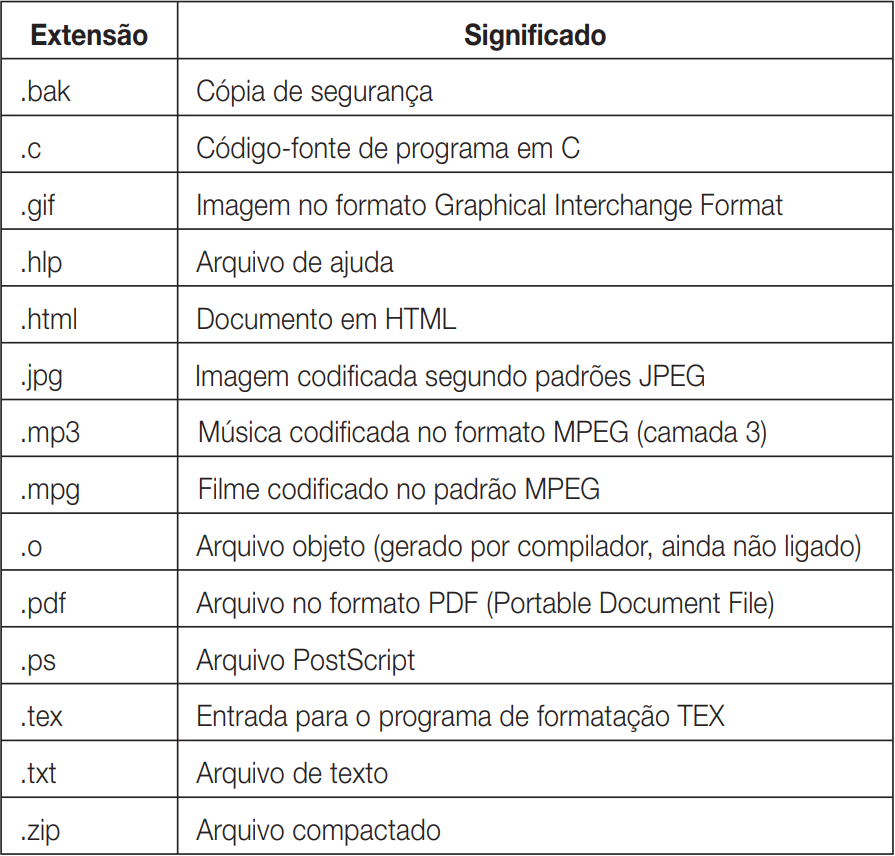 Extensão Significado
.bak Cópia de segurança
.c Código-fonte de programa em C
.gif Imagem no formato Graphical Interchange Format
.hlp Arquivo de ajuda
.html Documento em HTML
.jpg Imagem codificada segundo padrões JPEG
.mp3 Música codificada no formato MPEG (camada 3)
.mpg Filme codificado no padrão MPEG
.o Arquivo objeto (gerado por compilador, ainda não ligado)
.pdf Arquivo no formato PDF (Portable Document File)
.ps Arquivo PostScript
.tex Entrada para o programa de formatação TEX
.txt Arquivo de texto
.zip Arquivo compactado